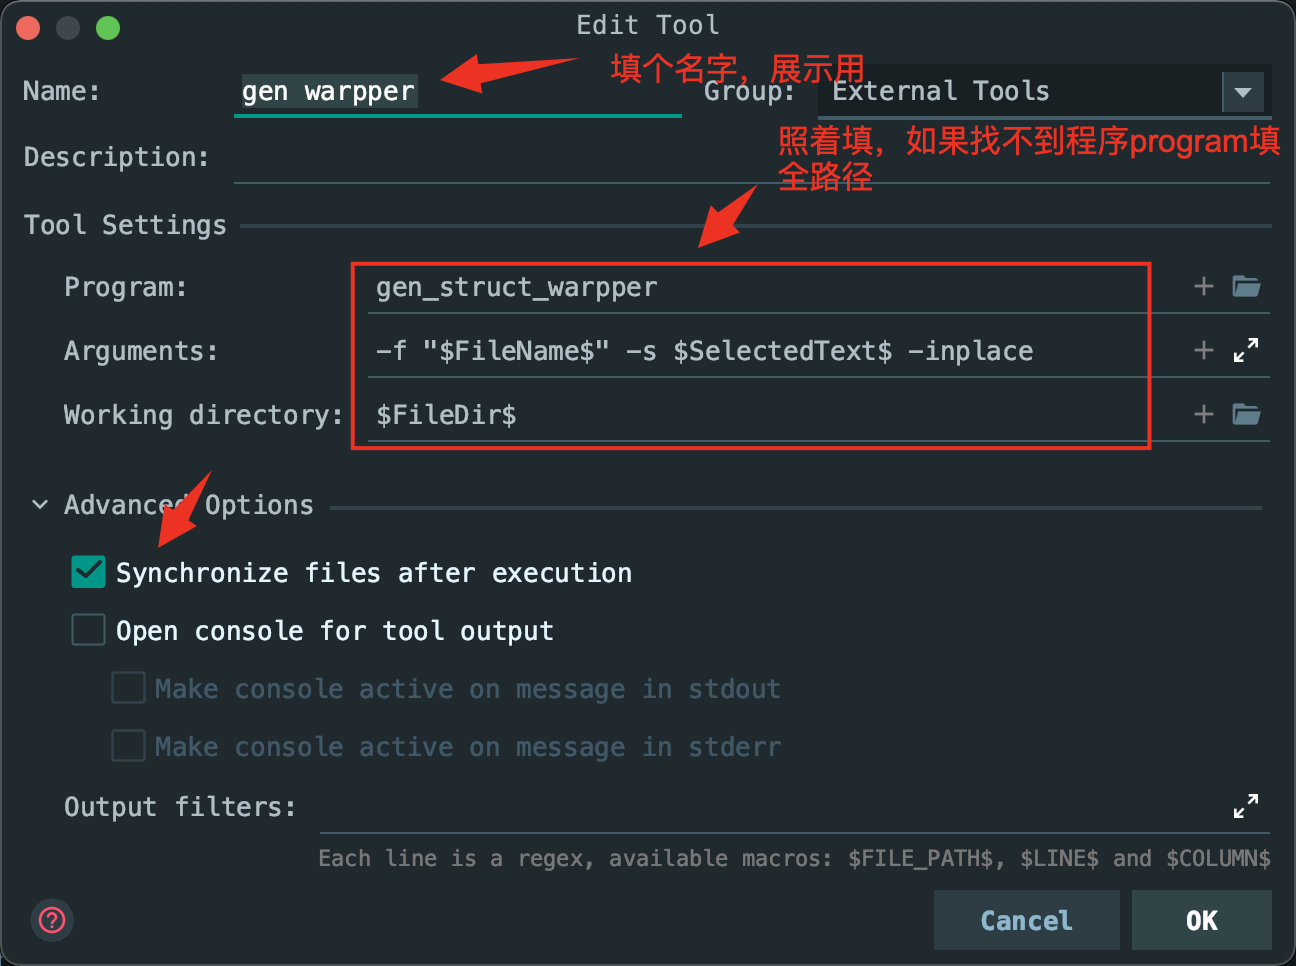 Edit Tool
填个名字，展示用
Name: gen warpper Group: External Tools
照着填，如果找不到程序program填
全路径
Description:
Tool Settings
Program: gen_struct_warpper
Arguments: -f "$FileName$" -s $SelectedText$ -inplace
Working directory: $FileDir$
Advanced Options
Synchronize files after execution
Open console for tool output
Make console active on message in stdout
Make console active on message in stderr
Output filters:
Each line is a regex, available macros: $FILE_PATH$, $LINE$ and $COLUMN$
? Cancel OK